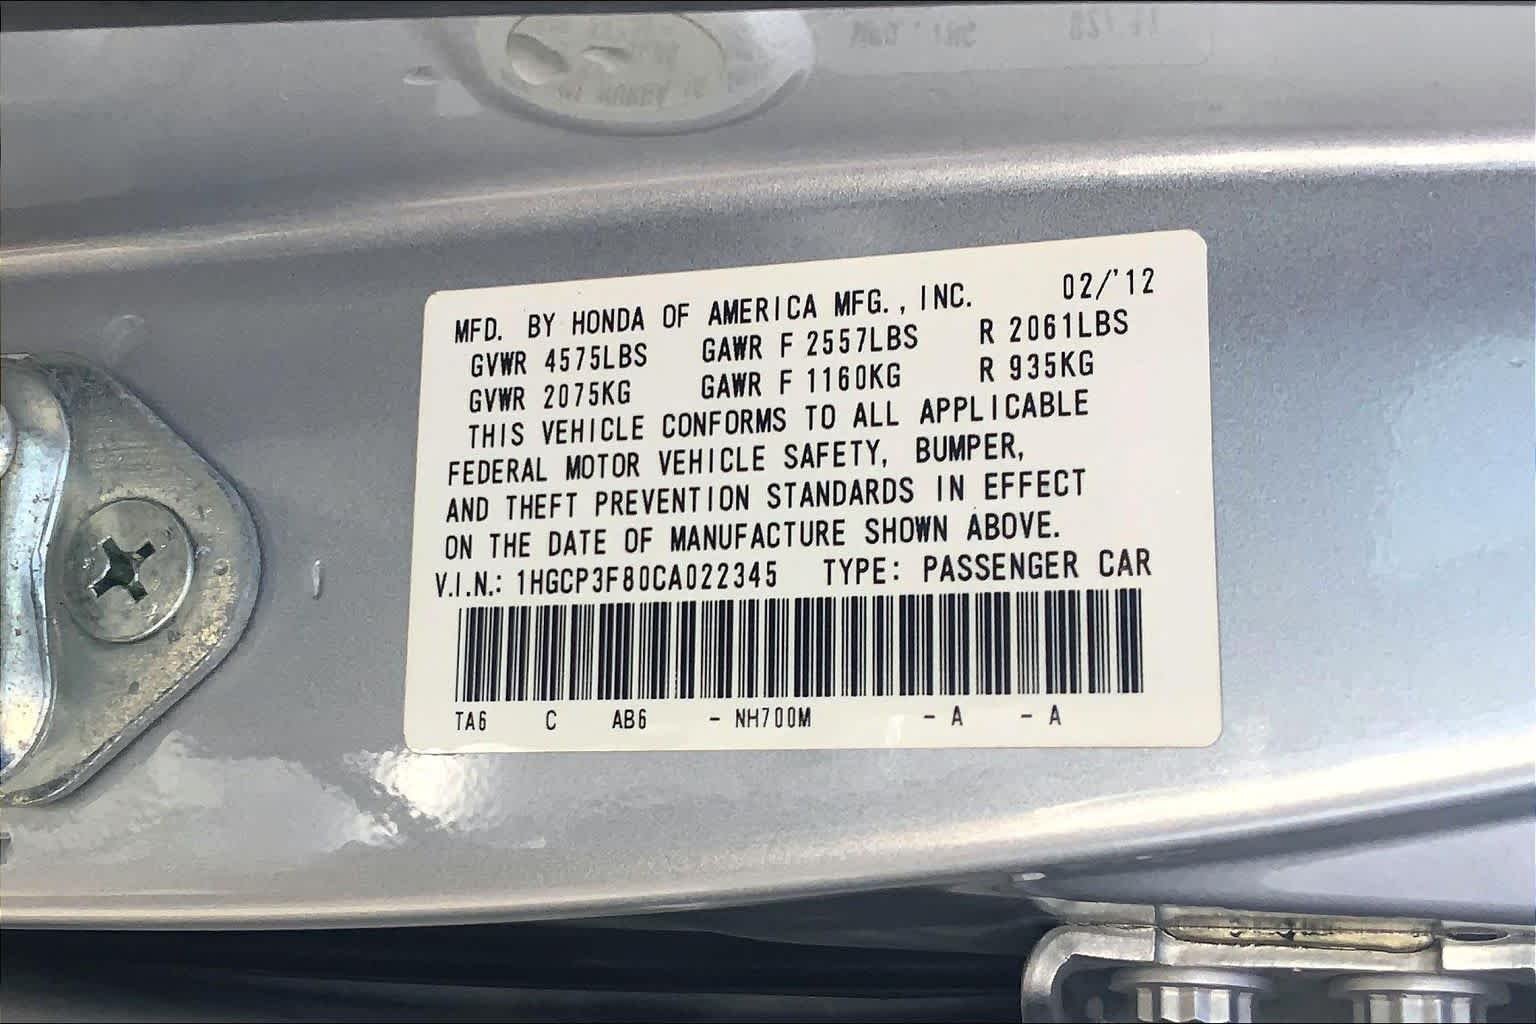 MFD. BY HONDA OF AMERICA MFG., INC. 02/'12
GVWR 4575LBS GAWR F 2557LBS R 2061LBS
GVWR 2075KG GAWR F 1160KG R 935KG
THIS VEHICLE CONFORMS TO ALL APPLICABLE
FEDERAL MOTOR VEHICLE SAFETY, BUMPER,
AND THEFT PREVENTION STANDARDS IN EFFECT
ON THE DATE OF MANUFACTURE SHOWN ABOVE.
V.I.N.: 1HGCP3F80CA022345 TYPE: PASSENGER CAR
TA6 C AB6 - NH700M - A - A